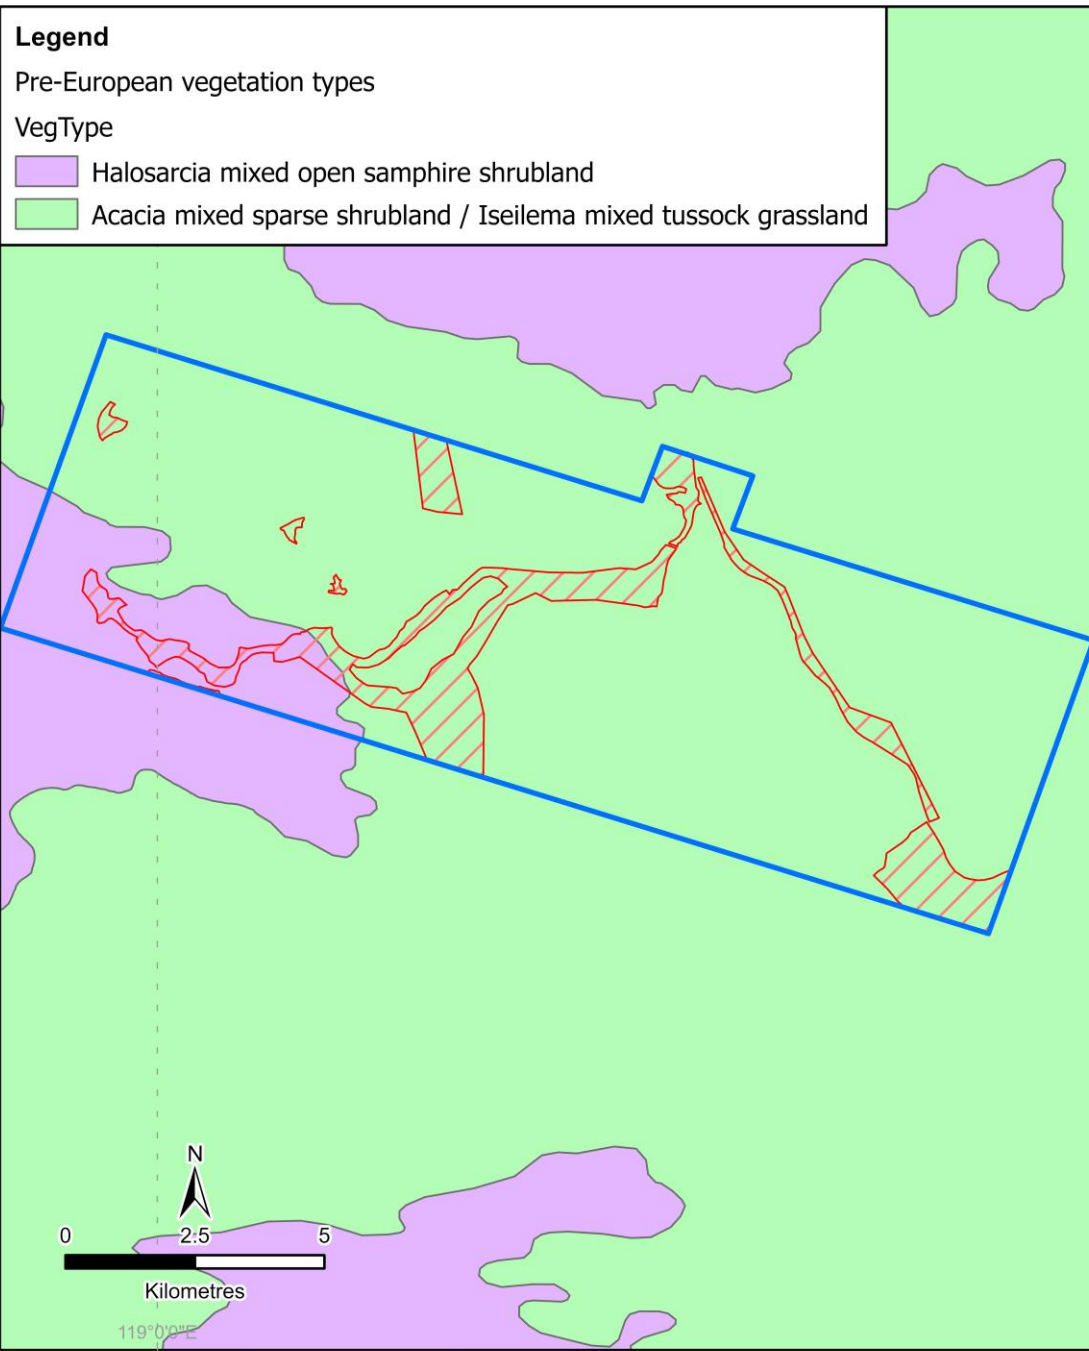 Legend
Pre-European vegetation types
VegType
Halosarcia mixed open samphire shrubland
Acacia mixed sparse shrubland / Iseilema mixed tussock grassland
N
0 2.5 5
Kilometres
119°0'0"E